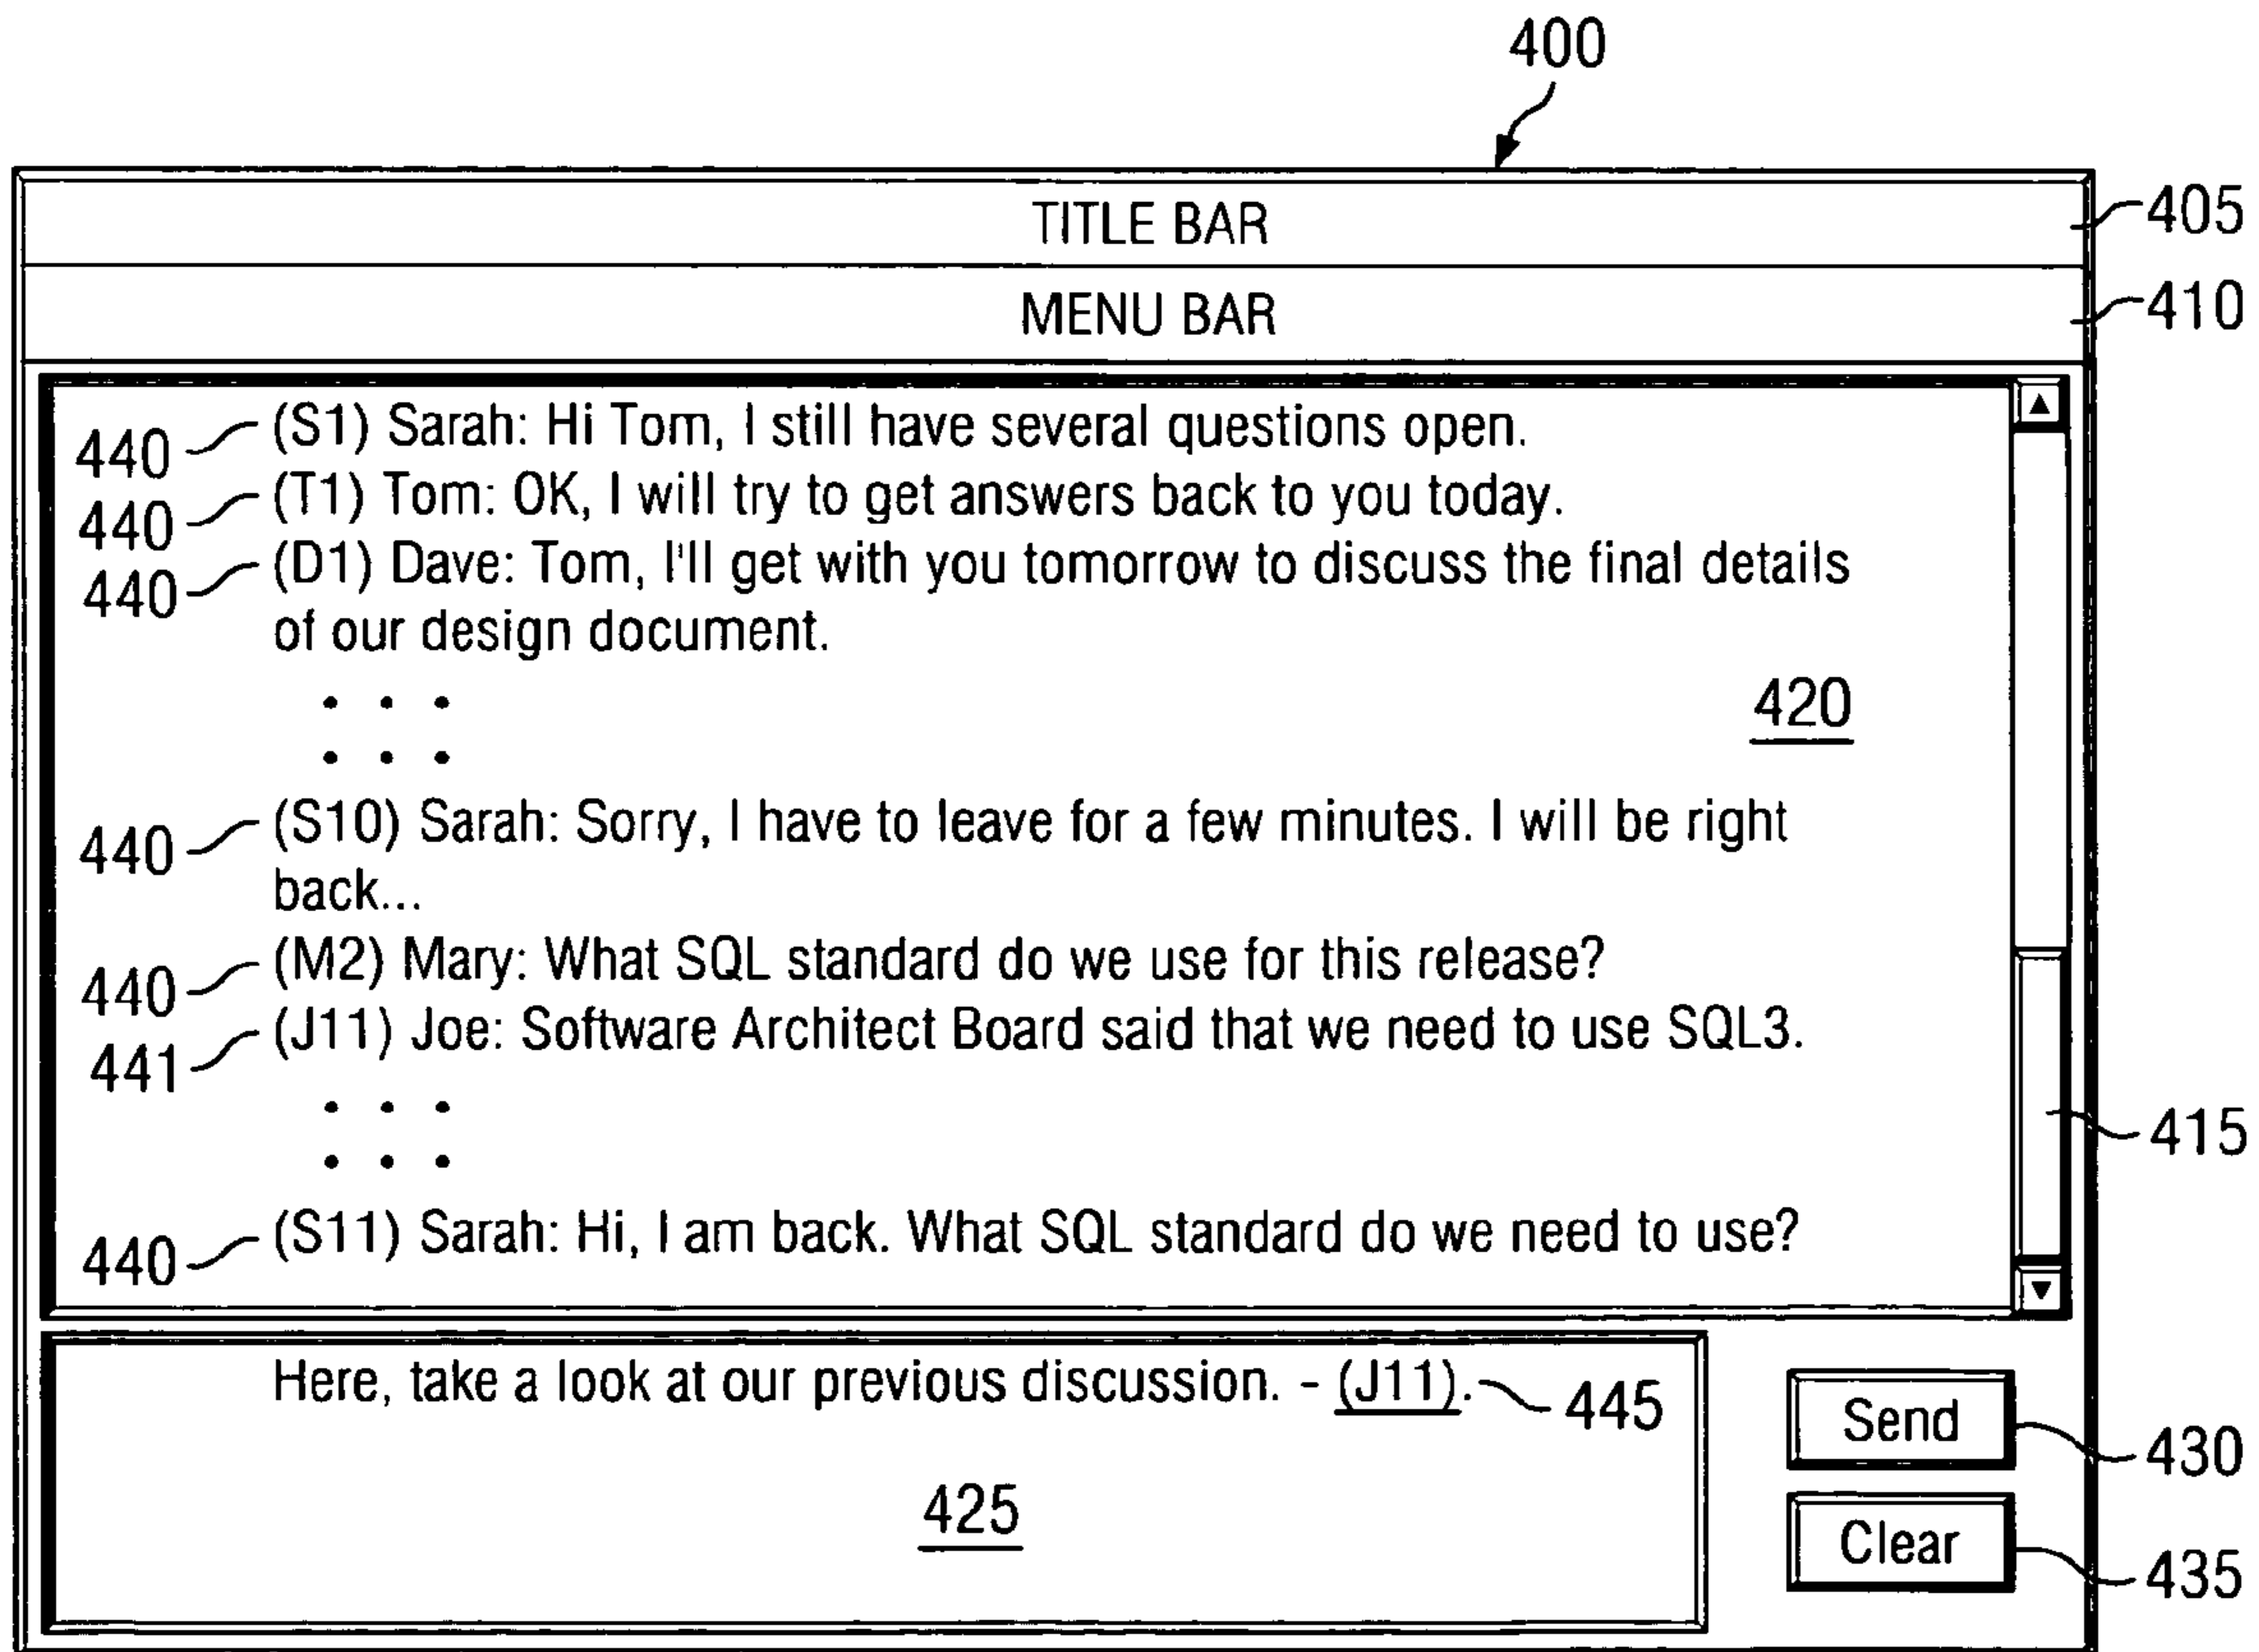 400
TITLE BAR
405
MENU BAR
410
440 (S1) Sarah: Hi Tom, I still have several questions open.
440 (T1) Tom: OK, I will try to get answers back to you today.
440 (D1) Dave: Tom, I'll get with you tomorrow to discuss the final details
of our design document.
. . .
. . .
420
440 (S10) Sarah: Sorry, I have to leave for a few minutes. I will be right
back...
440 (M2) Mary: What SQL standard do we use for this release?
441 (J11) Joe: Software Architect Board said that we need to use SQL3.
. . .
. . .
415
440 (S11) Sarah: Hi, I am back. What SQL standard do we need to use?
Here, take a look at our previous discussion. - (J11). 445
425
Send
430
Clear
435